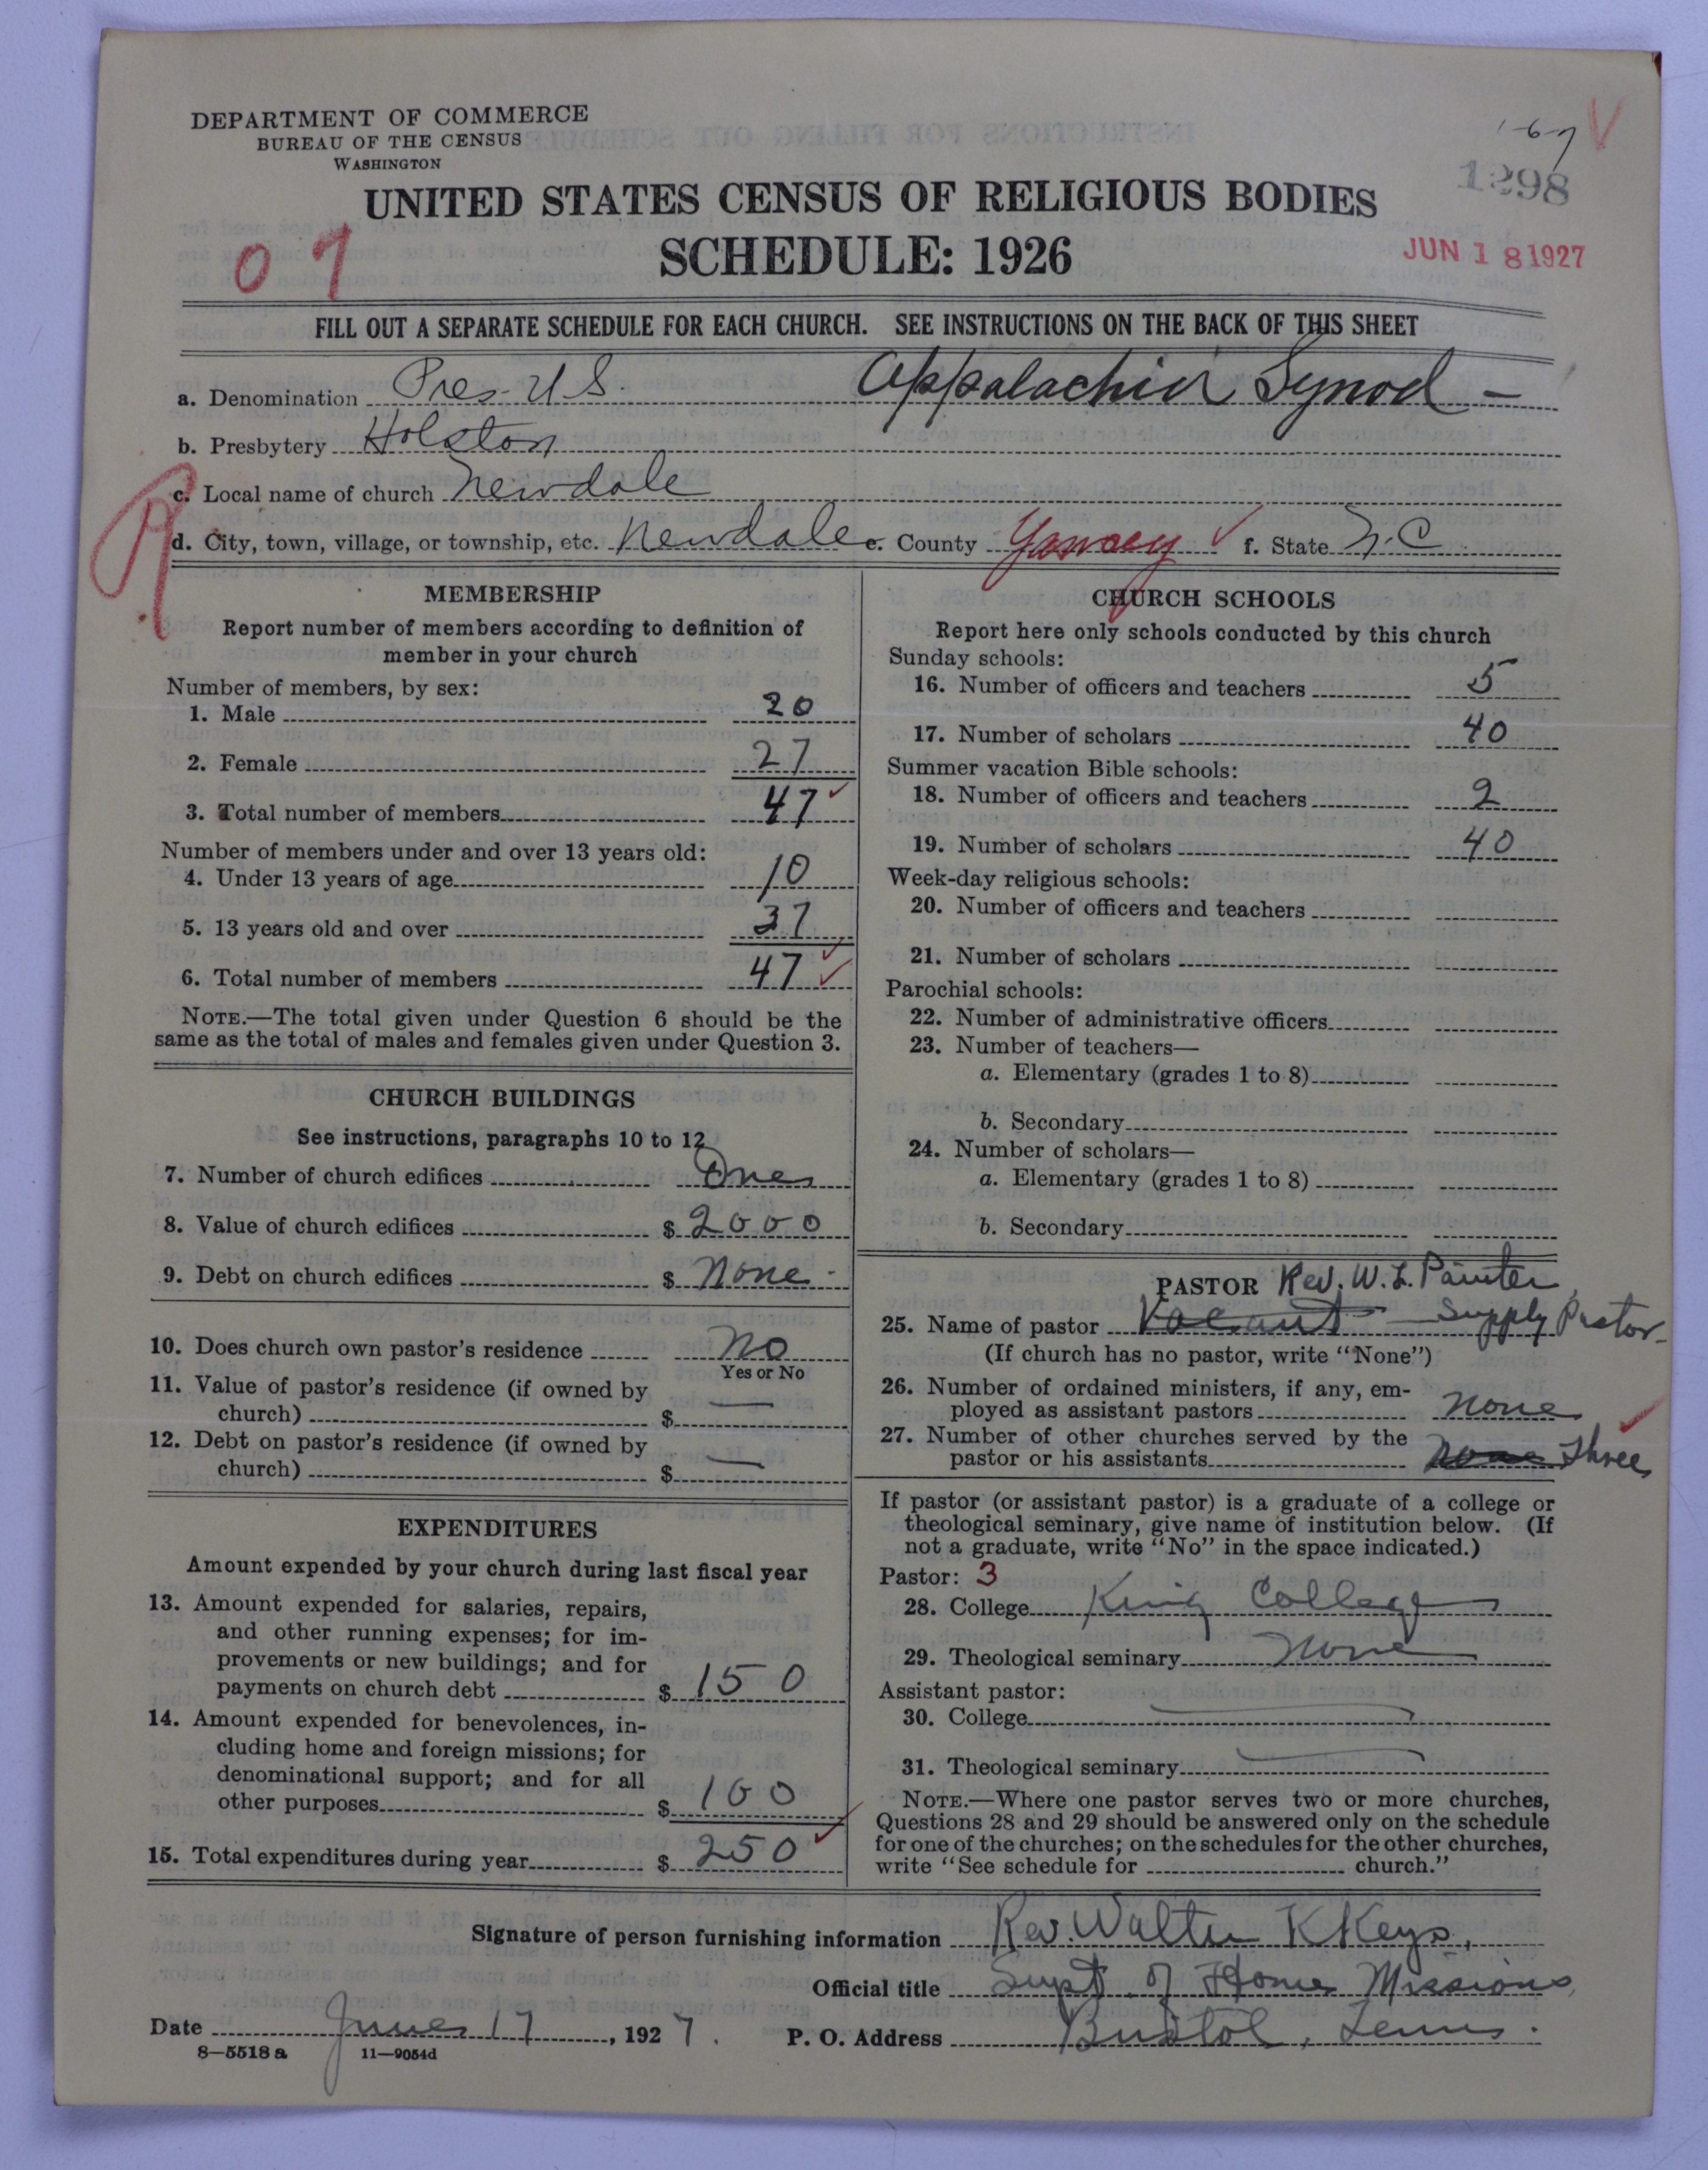 DEPARTMENT OF COMMERCE
BUREAU OF THE CENSUS
WASHINGTON
1-6-7
1298
UNITED STATES CENSUS OF RELIGIOUS BODIES
SCHEDULE: 1926
07
JUN 18 1927
FILL OUT A SEPARATE SCHEDULE FOR EACH CHURCH. SEE INSTRUCTIONS ON THE BACK OF THIS SHEET
a. Denomination Pres. U.S. Appalachia Synod -
b. Presbytery Holston
c. Local name of church Newdale
d. City, town, village, or township, etc. Newdale e. County Yancey f. State N.C
MEMBERSHIP
Report number of members according to definition of
member in your church
Number of members, by sex:
1. Male 20
2. Female 27
3. Total number of members 47
Number of members under and over 13 years old:
4. Under 13 years of age 10
5. 13 years old and over 37
6. Total number of members 47
NOTE.—The total given under Question 6 should be the
same as the total of males and females given under Question 3.
CHURCH BUILDINGS
See instructions, paragraphs 10 to 12
7. Number of church edifices One
8. Value of church edifices $ 2000
9. Debt on church edifices $ None.
10. Does church own pastor's residence No
Yes or No
11. Value of pastor's residence (if owned by
church) $ —
12. Debt on pastor's residence (if owned by
church) $ —
EXPENDITURES
Amount expended by your church during last fiscal year
13. Amount expended for salaries, repairs,
and other running expenses; for im-
provements or new buildings; and for
payments on church debt $ 150
14. Amount expended for benevolences, in-
cluding home and foreign missions; for
denominational support; and for all
other purposes $ 100
15. Total expenditures during year $ 250
CHURCH SCHOOLS
Report here only schools conducted by this church
Sunday schools:
16. Number of officers and teachers 5
17. Number of scholars 40
Summer vacation Bible schools:
18. Number of officers and teachers 2
19. Number of scholars 40
Week-day religious schools:
20. Number of officers and teachers
21. Number of scholars
Parochial schools:
22. Number of administrative officers
23. Number of teachers—
a. Elementary (grades 1 to 8)
b. Secondary
24. Number of scholars—
a. Elementary (grades 1 to 8)
b. Secondary
PASTOR Rev. W. L. Painter
25. Name of pastor Vacant — Supply Pastor-
(If church has no pastor, write "None")
26. Number of ordained ministers, if any, em-
ployed as assistant pastors None
27. Number of other churches served by the
pastor or his assistants None Three
If pastor (or assistant pastor) is a graduate of a college or
theological seminary, give name of institution below. (If
not a graduate, write "No" in the space indicated.)
Pastor: 3
28. College King College
29. Theological seminary None
Assistant pastor:
30. College
31. Theological seminary
NOTE.—Where one pastor serves two or more churches,
Questions 28 and 29 should be answered only on the schedule
for one of the churches; on the schedules for the other churches,
write "See schedule for church."
Signature of person furnishing information Rev. Walter K Keys,
Official title Supt. of Home Missions,
Date June 17, 1927. P. O. Address Bristol, Tenn.
8—5518 a 11—9054d